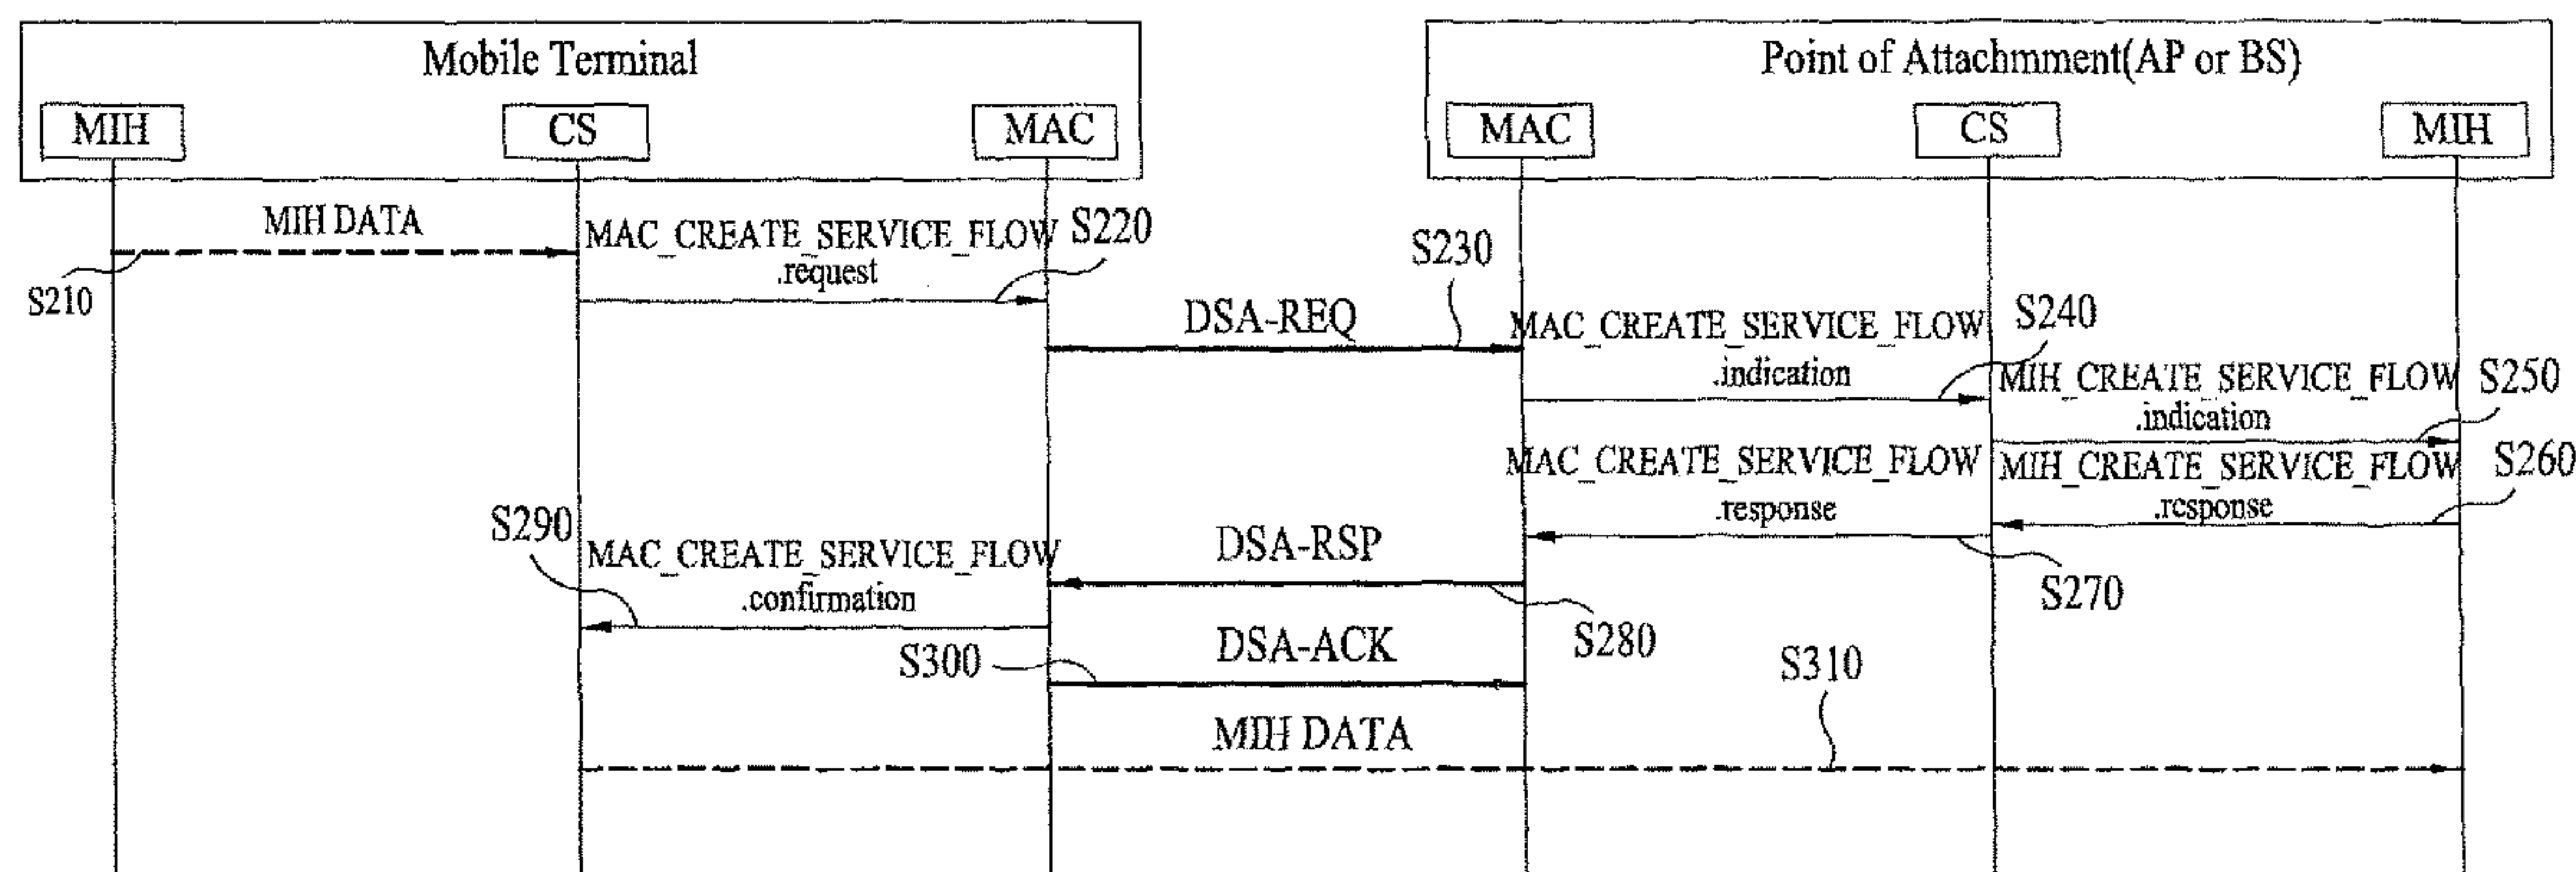 Mobile Terminal
Point of Attachmment(AP or BS)
MIH
CS
MAC
MAC
CS
MIH
MIH DATA
S210
MAC_CREATE_SERVICE_FLOW
.request
S220
DSA-REQ
S230
MAC_CREATE_SERVICE_FLOW
.indication
S240
MIH_CREATE_SERVICE_FLOW
.indication
S250
MIH_CREATE_SERVICE_FLOW
.response
S260
MAC_CREATE_SERVICE_FLOW
.response
S270
DSA-RSP
S280
S290
MAC_CREATE_SERVICE_FLOW
.confirmation
S300
DSA-ACK
MIH DATA
S310